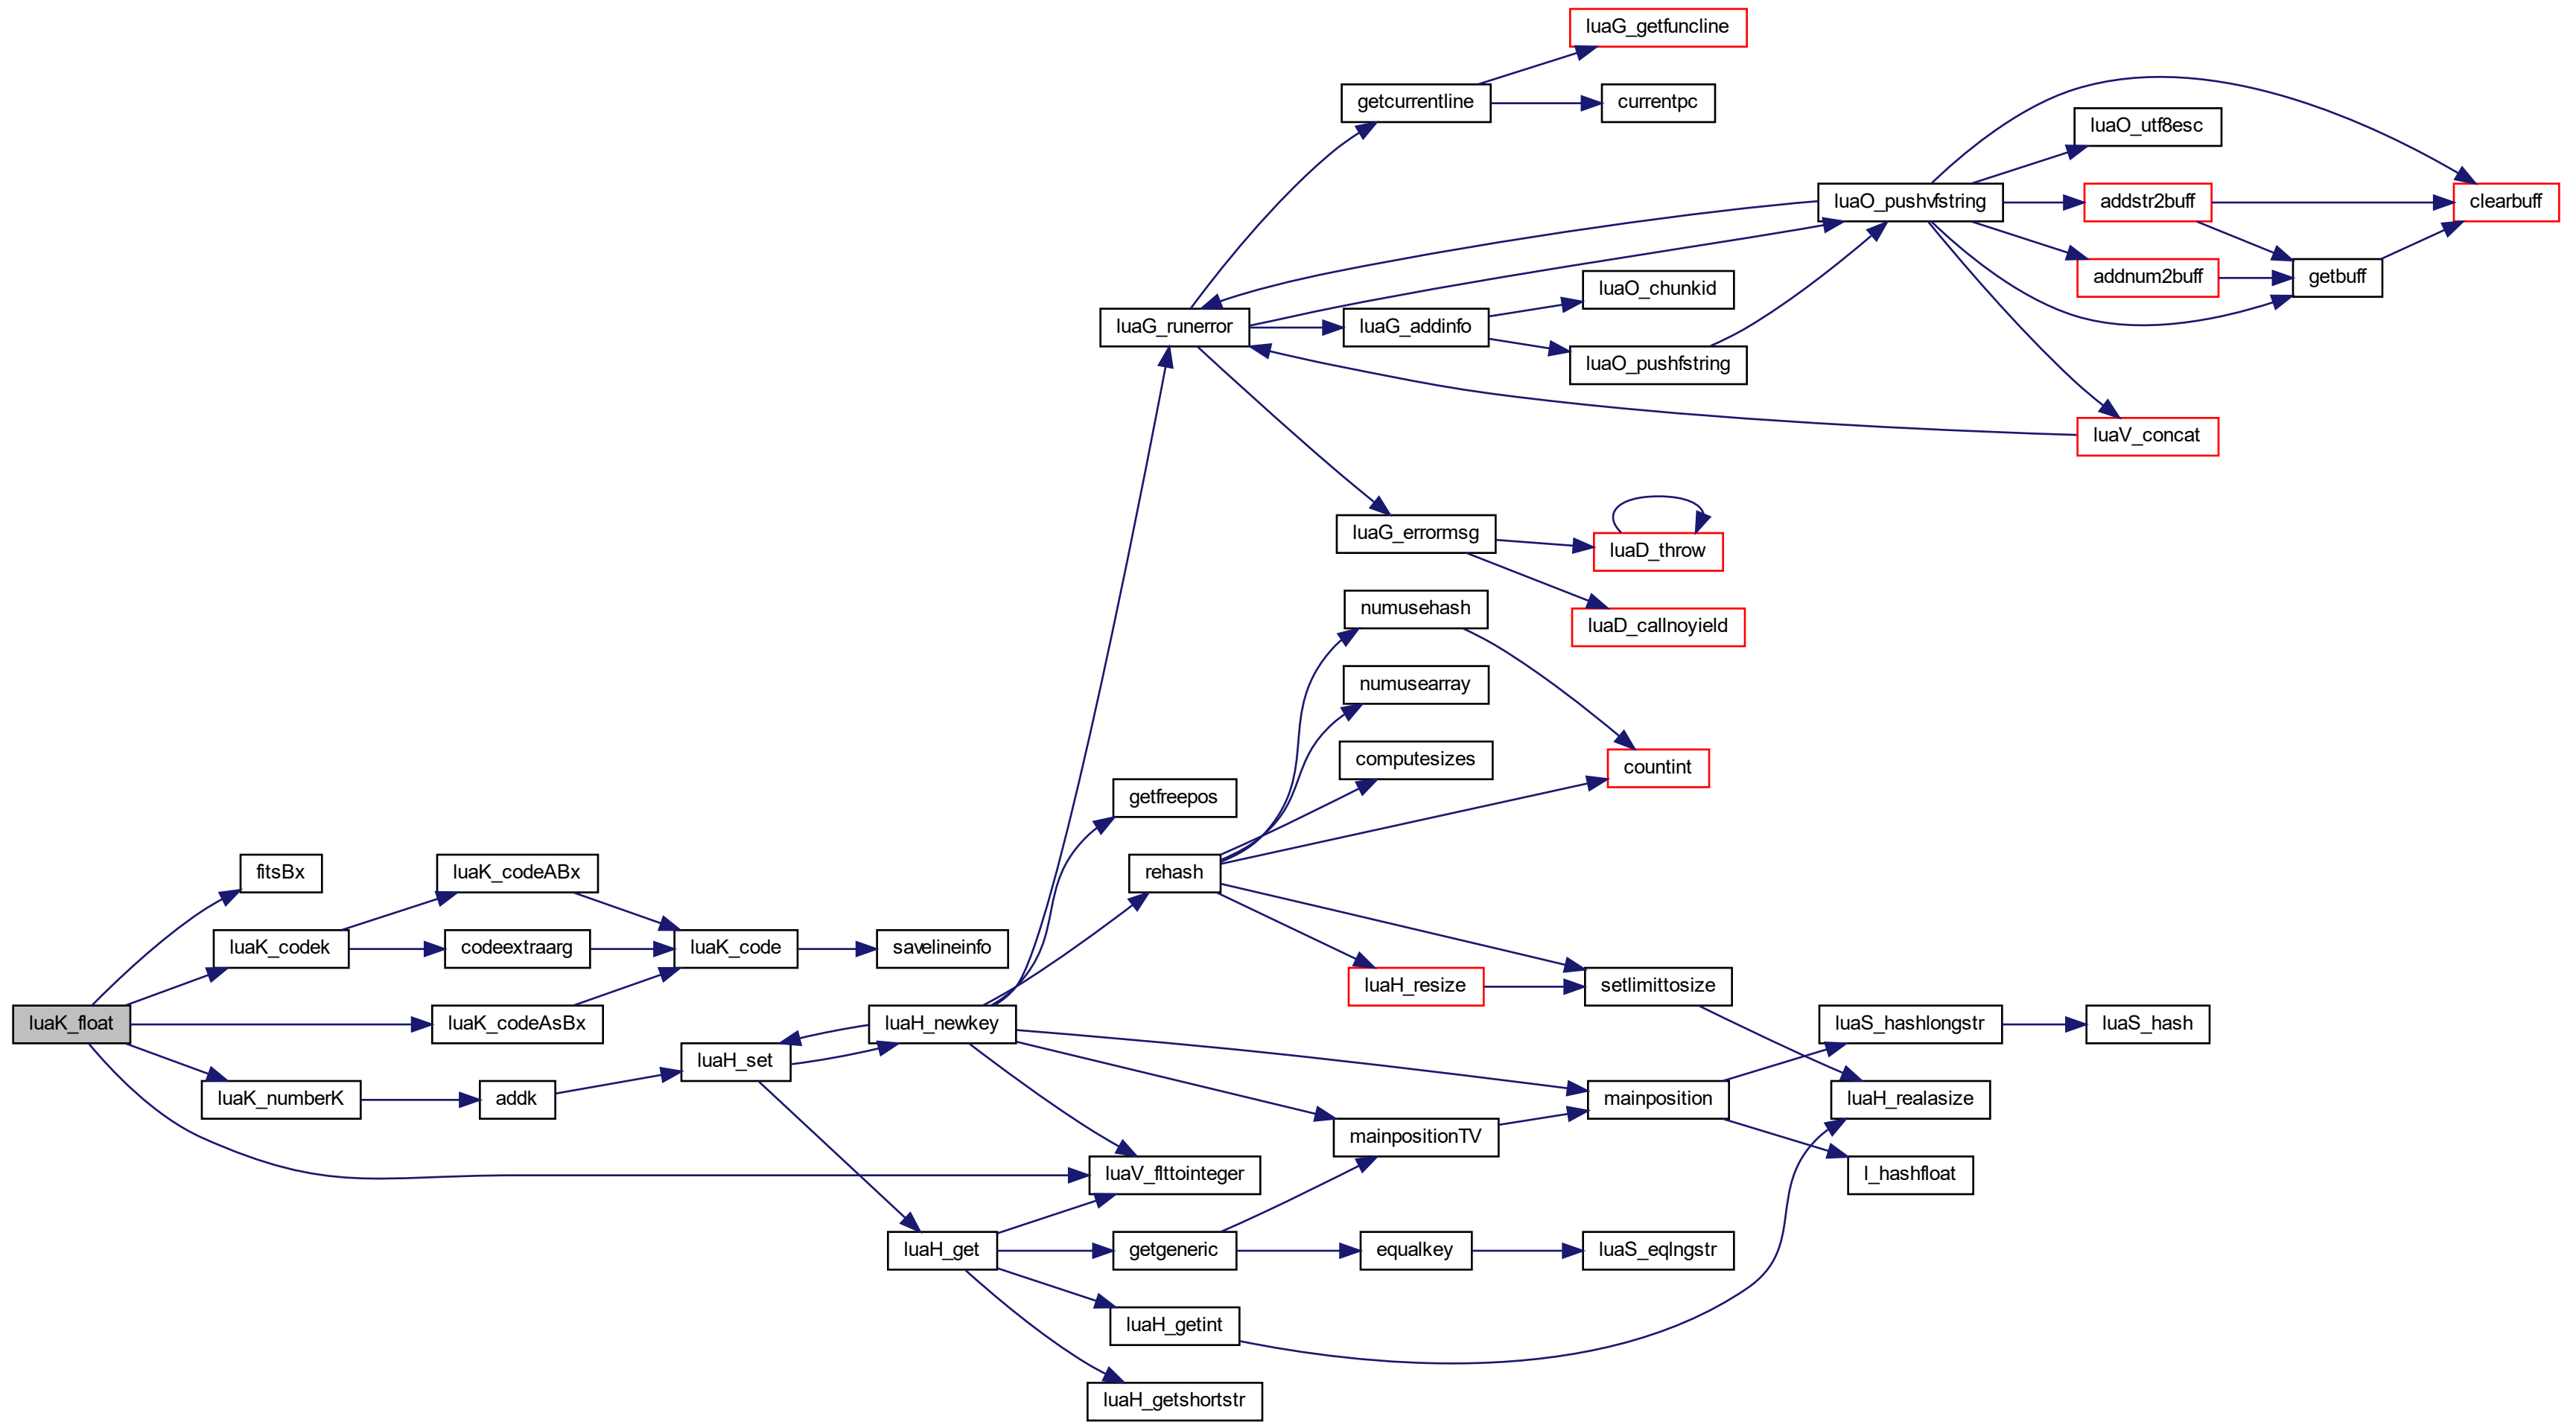 luaG_getfuncline
getcurrentline
currentpc
luaO_utf8esc
luaO_pushvfstring
addstr2buff
clearbuff
addnum2buff
getbuff
luaO_chunkid
luaG_runerror
luaG_addinfo
luaO_pushfstring
luaV_concat
luaG_errormsg
luaD_throw
numusehash
luaD_callnoyield
numusearray
computesizes
countint
getfreepos
fitsBx
luaK_codeABx
rehash
luaK_codek
codeextraarg
luaK_code
savelineinfo
luaH_resize
setlimittosize
luaK_float
luaK_codeAsBx
luaH_newkey
luaS_hashlongstr
luaS_hash
luaH_set
luaK_numberK
addk
mainposition
luaH_realasize
mainpositionTV
luaV_flttointeger
l_hashfloat
luaH_get
getgeneric
equalkey
luaS_eqlngstr
luaH_getint
luaH_getshortstr